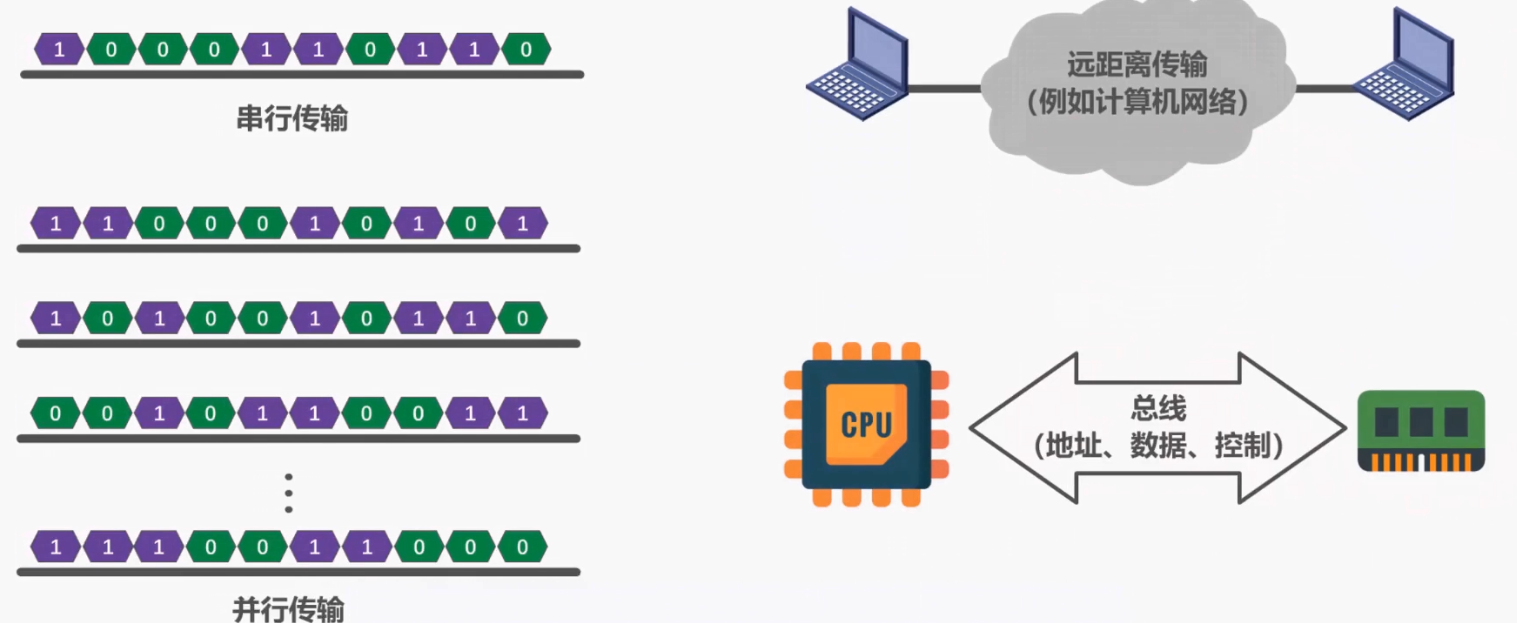 1 0 0 0 1 1 0 1 1 0
串行传输
远距离传输
(例如计算机网络)
1 1 0 0 0 1 0 1 0 1
1 0 1 0 0 1 0 1 1 0
0 0 1 0 1 1 0 0 1 1
1 1 1 0 0 1 1 0 0 0
并行传输
CPU
总线
(地址、数据、控制)